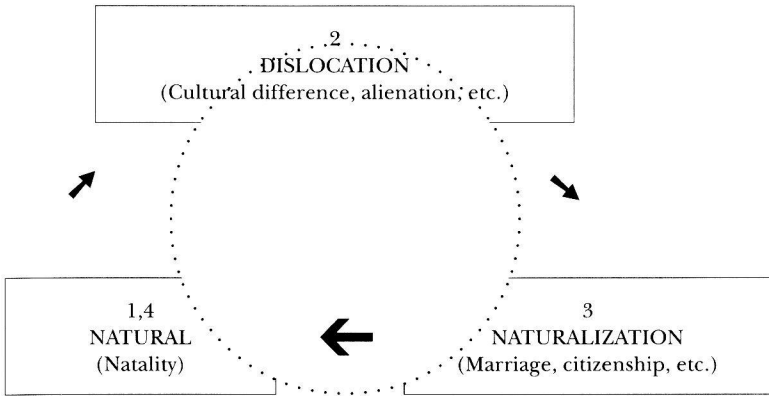 2
DISLOCATION
(Cultural difference, alienation, etc.)
1,4
NATURAL
(Natality)
3
NATURALIZATION
(Marriage, citizenship, etc.)